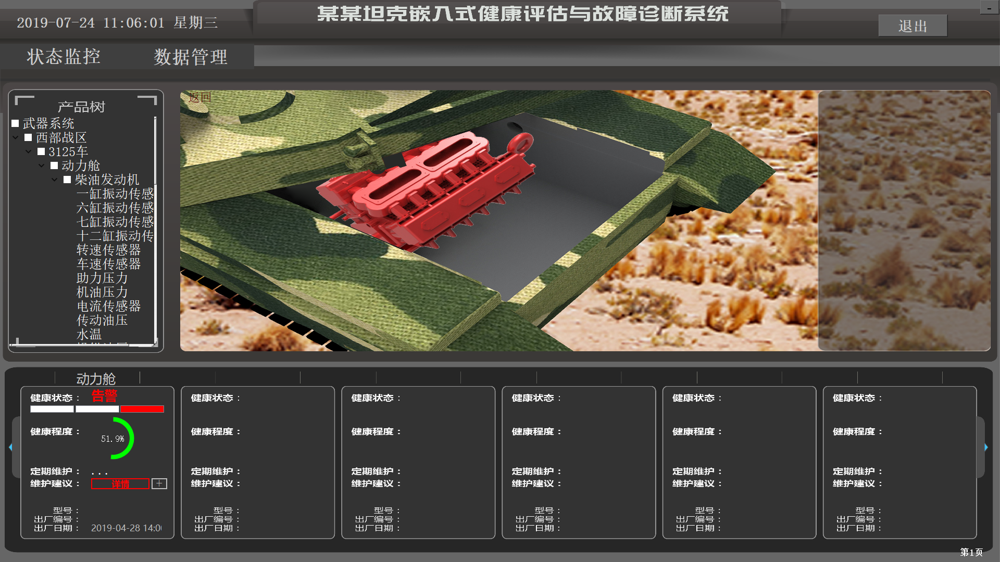 某某坦克嵌入式健康评估与故障诊断系统
-
2019-07-24 11:06:01 星期三
退出
状态监控
数据管理
产品树
武器系统
西部战区
3125车
动力舱
柴油发动机
一缸振动传感
六缸振动传感
七缸振动传感
十二缸振动传
转速传感器
车速传感器
助力压力
机油压力
电流传感器
传动油压
水温
返回
动力舱
健康状态： 告警
健康程度： 51.9%
定期维护： ...
维护建议： 详情 +
型号：
出厂编号：
出厂日期： 2019-04-28 14:0
健康状态：
健康程度：
定期维护：
维护建议：
型号：
出厂编号：
出厂日期：
健康状态：
健康程度：
定期维护：
维护建议：
型号：
出厂编号：
出厂日期：
健康状态：
健康程度：
定期维护：
维护建议：
型号：
出厂编号：
出厂日期：
健康状态：
健康程度：
定期维护：
维护建议：
型号：
出厂编号：
出厂日期：
健康状态：
健康程度：
定期维护：
维护建议：
型号：
出厂编号：
出厂日期：
第1页